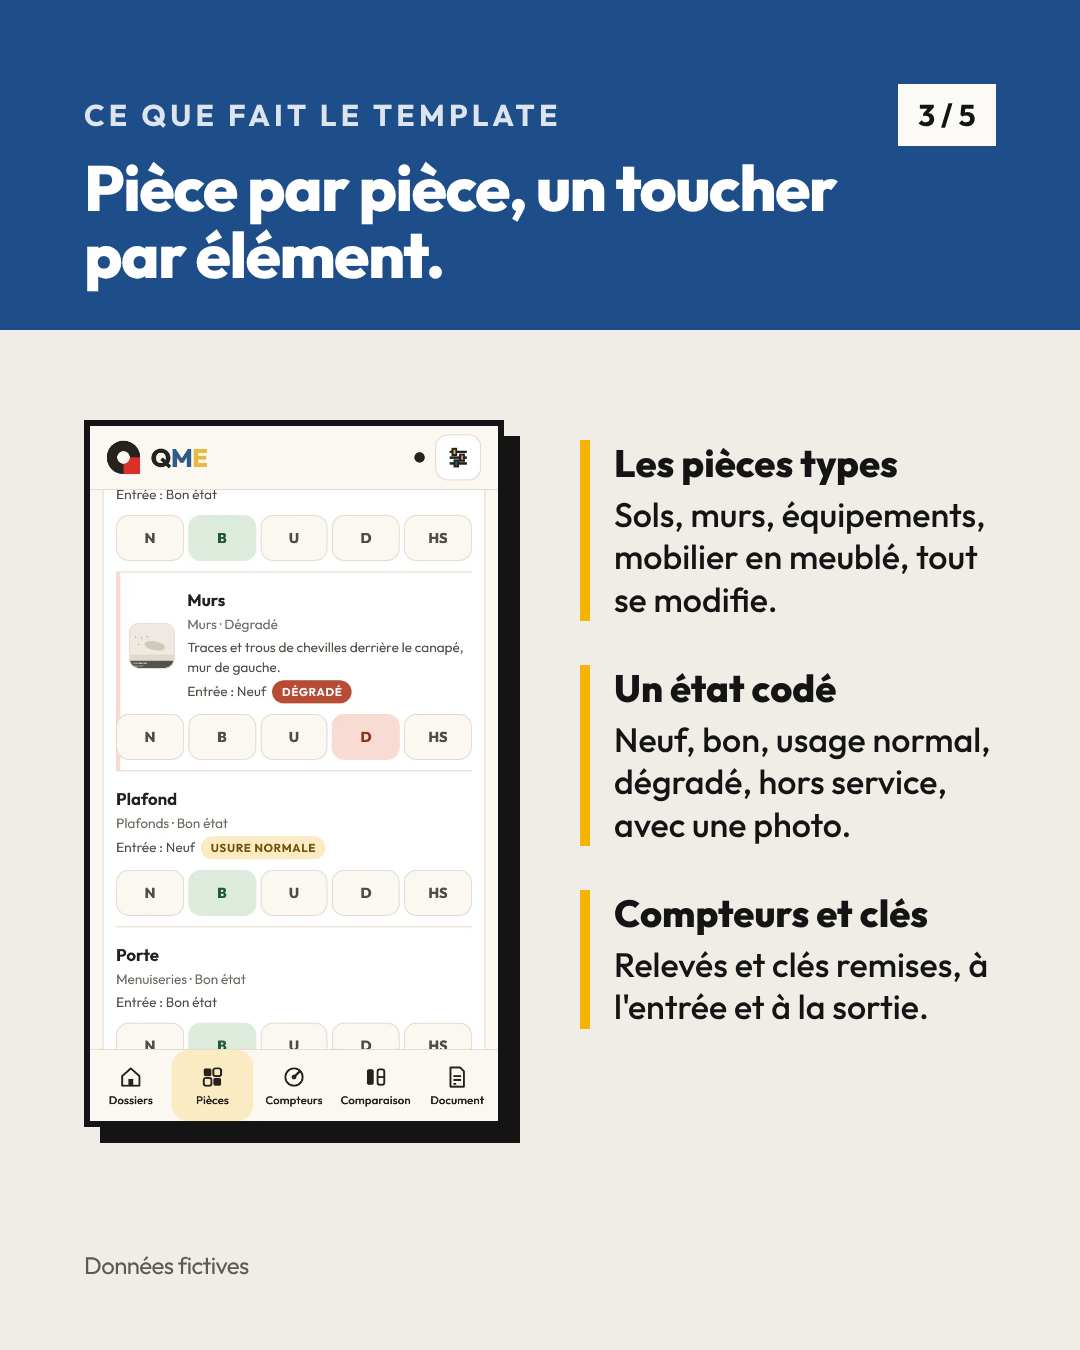 CE QUE FAIT LE TEMPLATE
3 / 5
Pièce par pièce, un toucher
par élément.
QME
Entrée : Bon état
N B U D HS
Murs
Murs · Dégradé
Traces et trous de chevilles derrière le canapé,
mur de gauche.
Entrée : Neuf DÉGRADÉ
N B U D HS
Plafond
Plafonds · Bon état
Entrée : Neuf USURE NORMALE
N B U D HS
Porte
Menuiseries · Bon état
Entrée : Bon état
N B U D HS
Dossiers Pièces Compteurs Comparaison Document
Les pièces types
Sols, murs, équipements,
mobilier en meublé, tout
se modifie.
Un état codé
Neuf, bon, usage normal,
dégradé, hors service,
avec une photo.
Compteurs et clés
Relevés et clés remises, à
l'entrée et à la sortie.
Données fictives